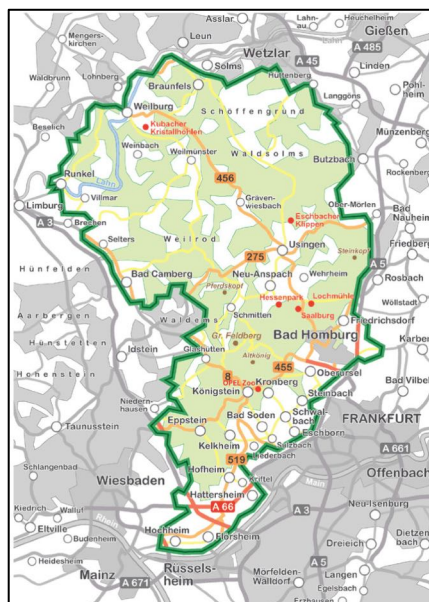 Asslar
Lahn-
au
Heuchelheim
Gießen
Mengers-
kirchen
Leun
Wetzlar
A 485
Solms
A 45
Linden
Waldbrunn
Lohnberg
Braunfels
Huttenberg
Pohl-
heim
Weilburg
Schöffengrund
Langgöns
Kubacher
Kristallhöhlen
Beselich
Münzenberg
Weinbach
Weilmünster
Waldsolms
Butzbach
Runkel
Lahn
456
Rockenberg
Villmar
Gräven-
wiesbach
Ober-Mörlen
Limburg
A 3
Brechen
Eschbacher
Klippen
Bad
Nauheim
Selters
Weilrod
Usingen
Steinkopf
Friedberg
Hünfelden
275
A 5
Bad Camberg
Neu-Anspach
Wehrheim
Rosbach
Pferdskopf
Hessenpark
Lochmühle
Wöllstadt
Aarbergen
Waldems
Schmitten
Saalburg
Friedrichsdorf
Hunstetten
Gr. Feldberg
Bad Homburg
Hohenstein
Idstein
Glashütten
Altkönig
455
Oberursel
8
OPEL Zoo
Kronberg
Bad Vilbel
Niedern-
hausen
Königstein
Steinbach
Bad Soden
Schwal-
bach
Eppstein
FRANKFURT
Taunusstein
Eschborn
Kelkheim
Sulzbach
A 661
Liederbach
519
Schlangenbad
Hofheim
Kriftel
Offenbach
Wiesbaden
Main
Hattersheim
A 66
Neu-Isenburg
Kiedrich
Walluf
A 3
Eltville
Rhein
Hochheim
Budenheim
Flörsheim
Dreieich
Dietzen-
bach
Heidesheim
Rüssels-
heim
Mörfelden-
Walldorf
Langen
Mainz
A 671
Egelsbach
Erzhausen